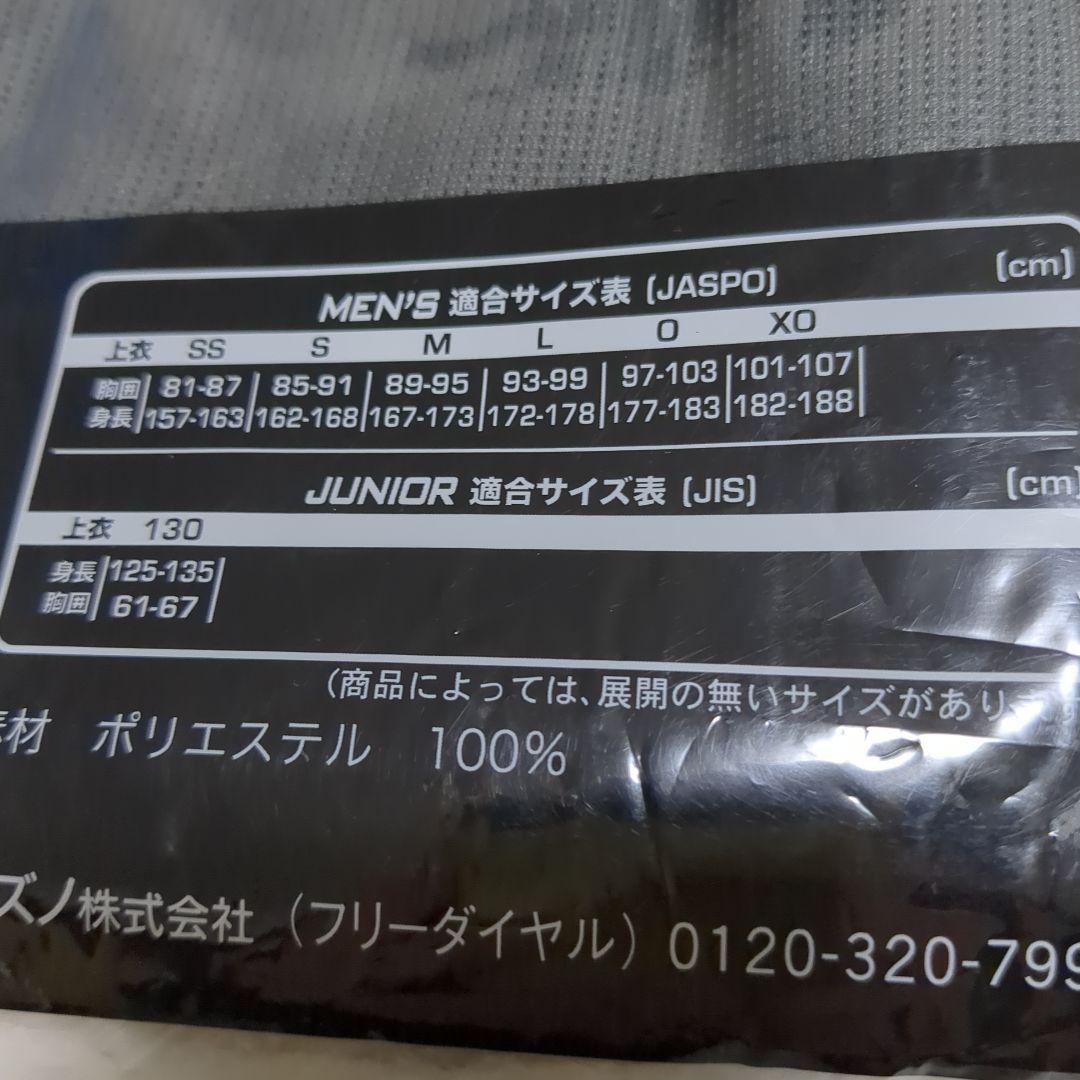 MEN'S 適合サイズ表 (JASPO) (cm)
上衣 SS S M L O XO
胸囲 81-87 85-91 89-95 93-99 97-103 101-107
身長 157-163 162-168 167-173 172-178 177-183 182-188
JUNIOR 適合サイズ表 (JIS) (cm)
上衣 130
身長 125-135
胸囲 61-67
(商品によっては、展開の無いサイズがあり
素材 ポリエステル 100%
ズノ株式会社 (フリーダイヤル) 0120-320-799